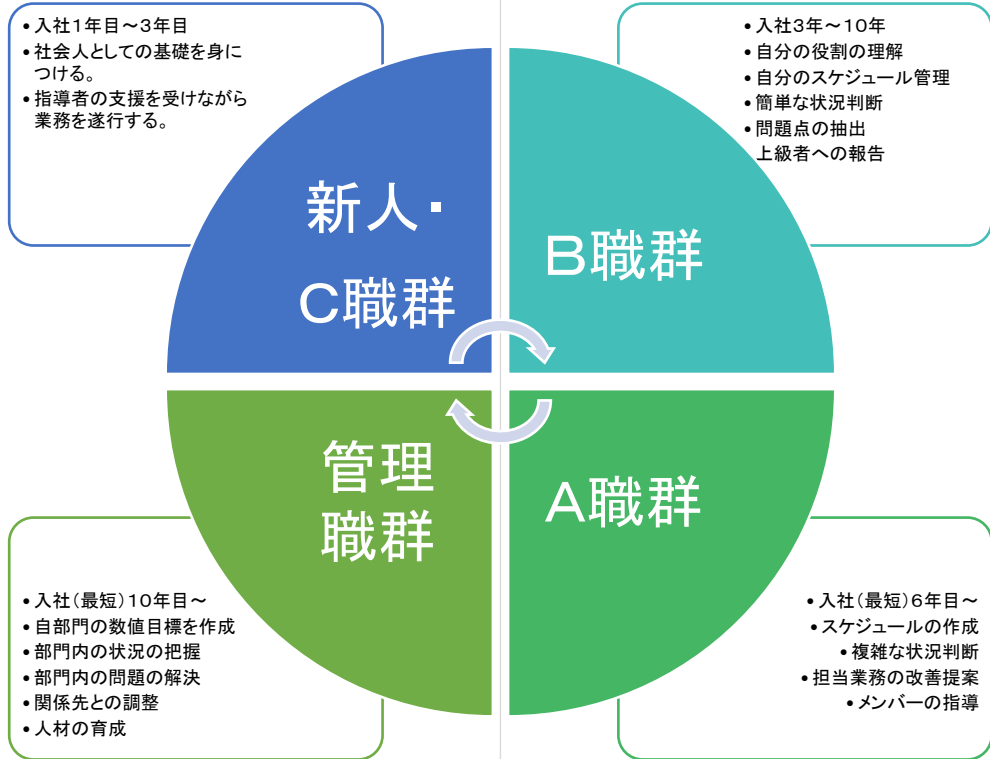 • 入社1年目～3年目
• 社会人としての基礎を身に
つける。
• 指導者の支援を受けながら
業務を遂行する。
• 入社3年～10年
• 自分の役割の理解
• 自分のスケジュール管理
• 簡単な状況判断
• 問題点の抽出
上級者への報告
新人・
C職群
B職群
管理
職群
A職群
• 入社(最短)10年目～
• 自部門の数値目標を作成
• 部門内の状況の把握
• 部門内の問題の解決
• 関係先との調整
• 人材の育成
• 入社(最短)6年目～
• スケジュールの作成
• 複雑な状況判断
• 担当業務の改善提案
• メンバーの指導